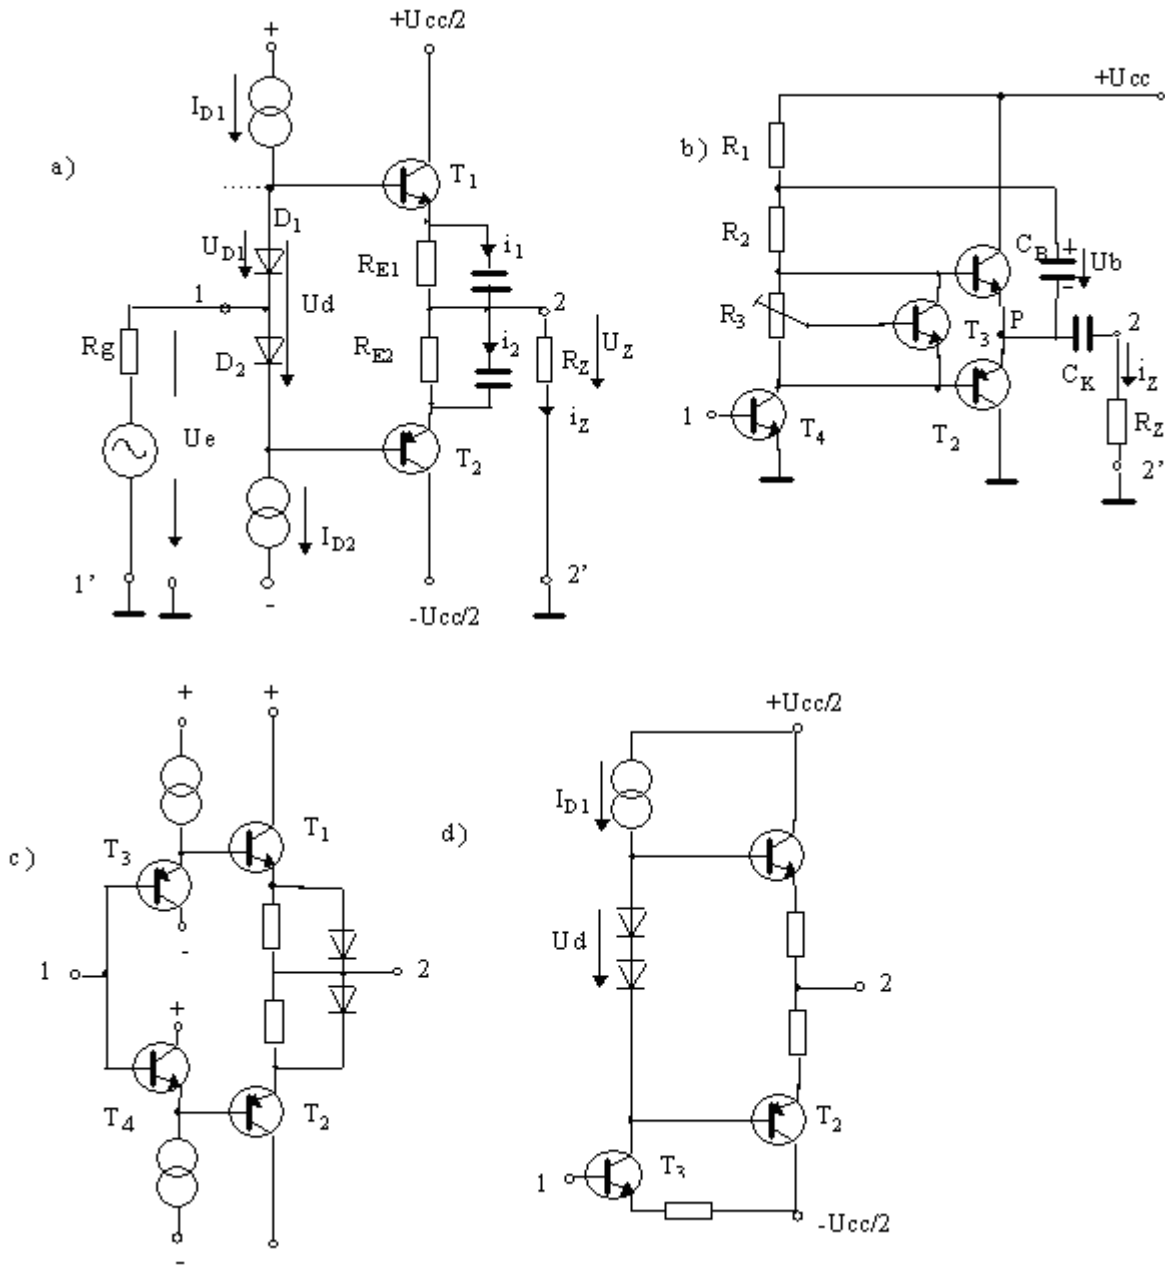 a)
+
+Ucc/2
I_D1
T1
D1
U_D1
Ud
1
R_E1
i1
2
Rg
D2
R_E2
i2
R_Z
U_Z
i_Z
Ue
T2
I_D2
1'
-
-Ucc/2
2'
b)
+Ucc
R1
R2
C_B
+
-
Ub
R3
T3
P
2
C_K
i_Z
1
T4
T2
R_Z
2'
c)
+
+
T1
T3
-
1
2
+
T4
T2
-
d)
+Ucc/2
I_D1
Ud
2
T2
1
T3
-Ucc/2